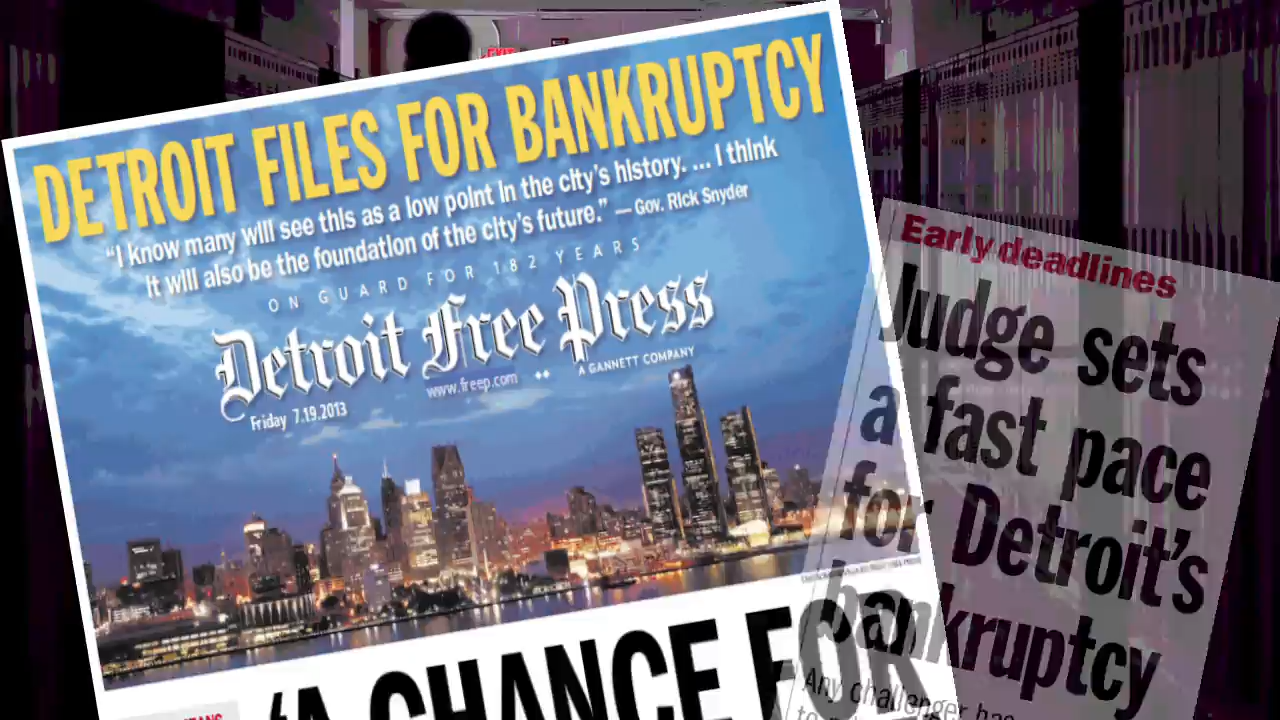 EXIT
DETROIT FILES FOR BANKRUPTCY
“I know many will see this as a low point in the city’s history. ... I think
it will also be the foundation of the city’s future.” — Gov. Rick Snyder
ON GUARD FOR 182 YEARS
Detroit Free Press
www.freep.com
A GANNETT COMPANY
Friday 7.19.2013
‘A CHANCE FOR
Early deadlines
Judge sets
a fast pace
for Detroit’s
bankruptcy
Any challenger has